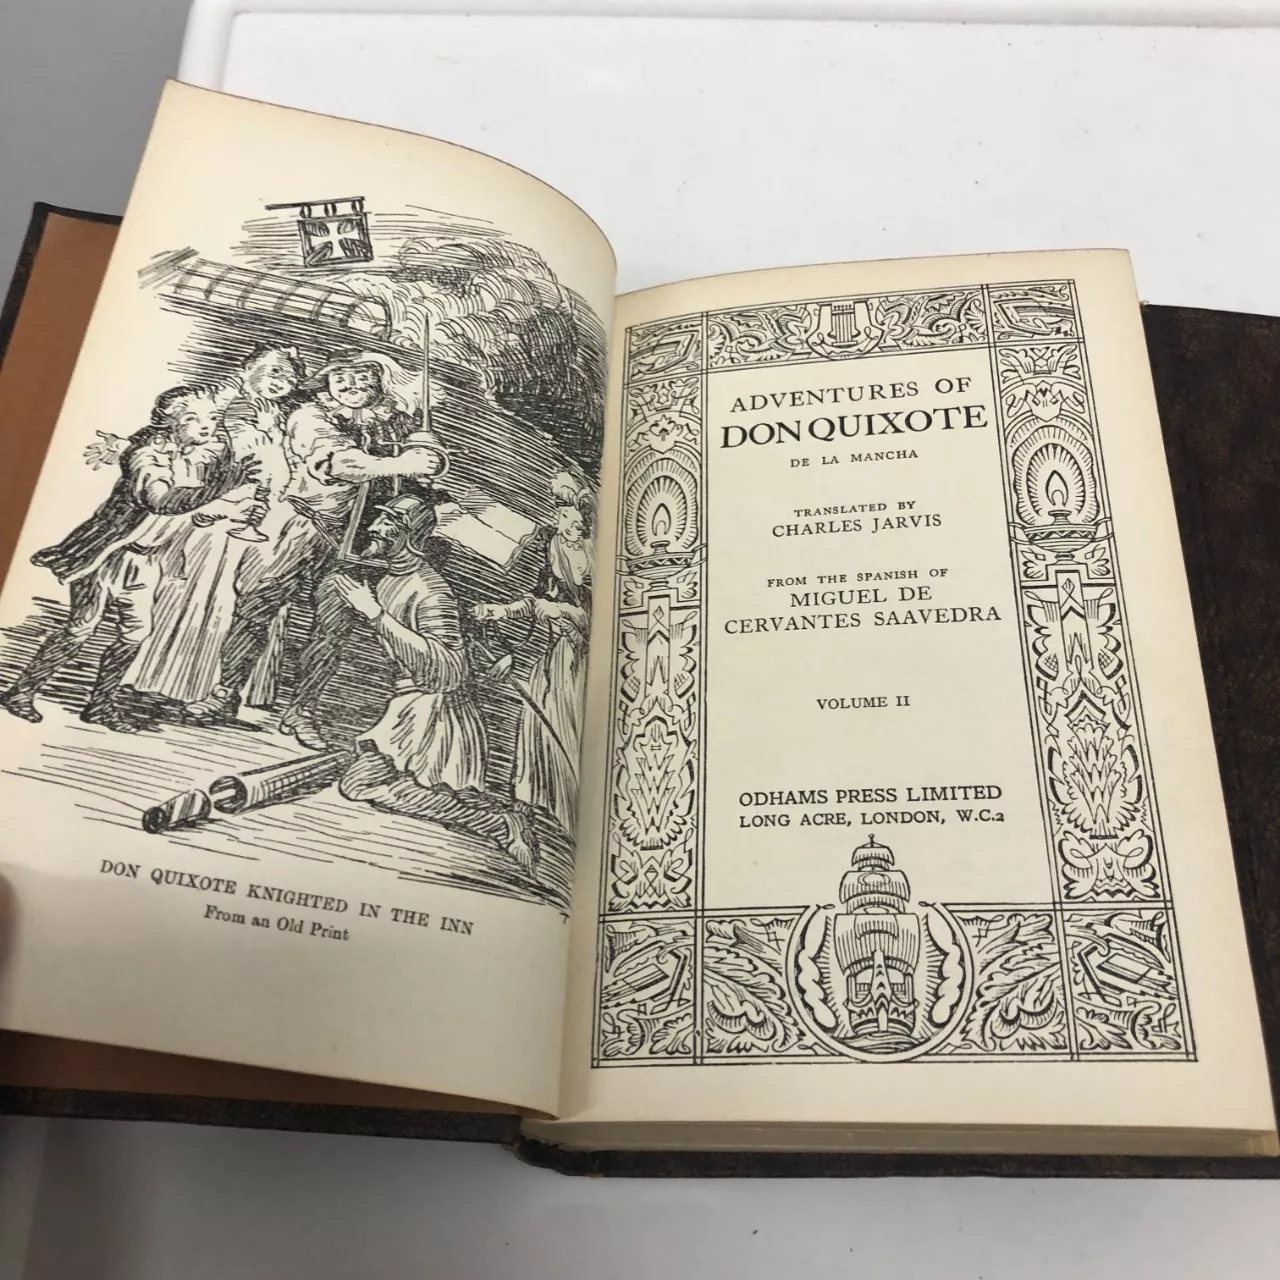 DON QUIXOTE KNIGHTED IN THE INN
From an Old Print
ADVENTURES OF
DON QUIXOTE
DE LA MANCHA
TRANSLATED BY
CHARLES JARVIS
FROM THE SPANISH OF
MIGUEL DE
CERVANTES SAAVEDRA
VOLUME II
ODHAMS PRESS LIMITED
LONG ACRE, LONDON, W.C.2